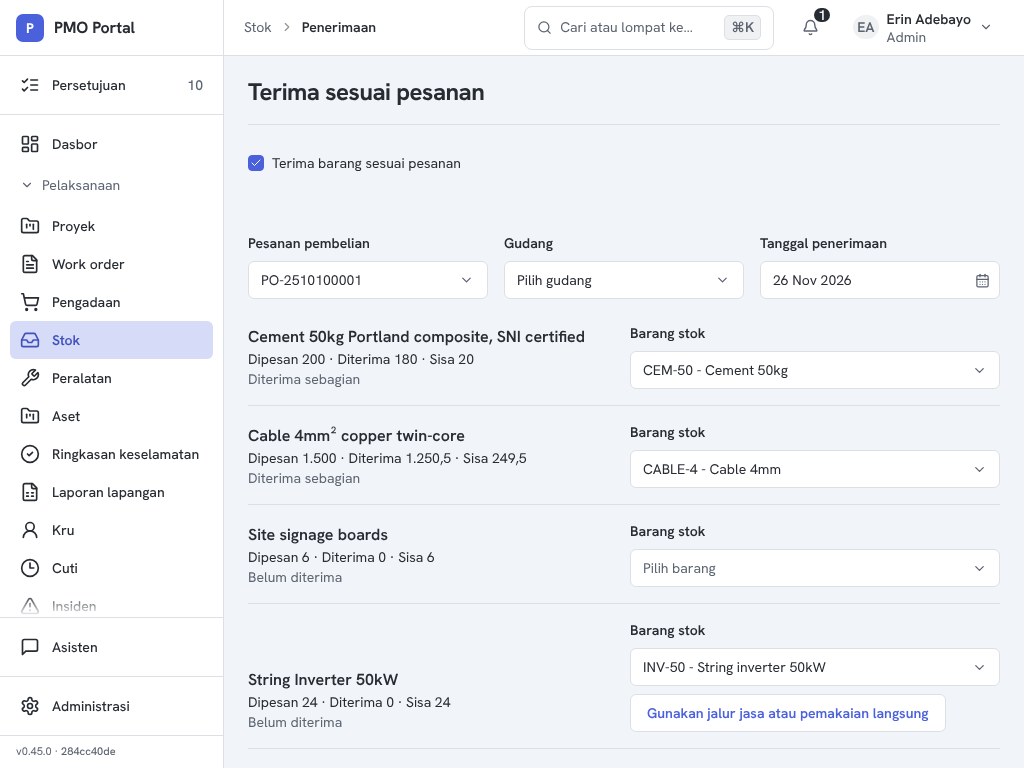 P PMO Portal
Stok > Penerimaan
Cari atau lompat ke...
⌘K
1
EA
Erin Adebayo
Admin
Persetujuan 10
Dasbor
Pelaksanaan
Proyek
Work order
Pengadaan
Stok
Peralatan
Aset
Ringkasan keselamatan
Laporan lapangan
Kru
Cuti
Insiden
Asisten
Administrasi
v0.45.0 · 284cc40de
Terima sesuai pesanan
Terima barang sesuai pesanan
Pesanan pembelian
PO-2510100001
Gudang
Pilih gudang
Tanggal penerimaan
26 Nov 2026
Cement 50kg Portland composite, SNI certified
Dipesan 200 · Diterima 180 · Sisa 20
Diterima sebagian
Barang stok
CEM-50 - Cement 50kg
Cable 4mm² copper twin-core
Dipesan 1.500 · Diterima 1.250,5 · Sisa 249,5
Diterima sebagian
Barang stok
CABLE-4 - Cable 4mm
Site signage boards
Dipesan 6 · Diterima 0 · Sisa 6
Belum diterima
Barang stok
Pilih barang
String Inverter 50kW
Dipesan 24 · Diterima 0 · Sisa 24
Belum diterima
Barang stok
INV-50 - String inverter 50kW
Gunakan jalur jasa atau pemakaian langsung